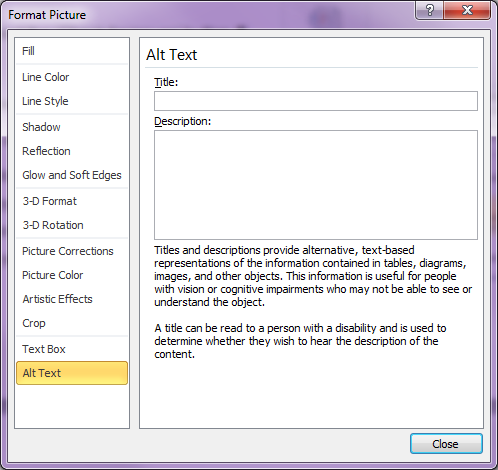 Format Picture
?
Fill
Line Color
Line Style
Shadow
Reflection
Glow and Soft Edges
3-D Format
3-D Rotation
Picture Corrections
Picture Color
Artistic Effects
Crop
Text Box
Alt Text
Alt Text
Title:
Description:
Titles and descriptions provide alternative, text-based
representations of the information contained in tables, diagrams,
images, and other objects. This information is useful for people
with vision or cognitive impairments who may not be able to see or
understand the object.
A title can be read to a person with a disability and is used to
determine whether they wish to hear the description of the
content.
Close